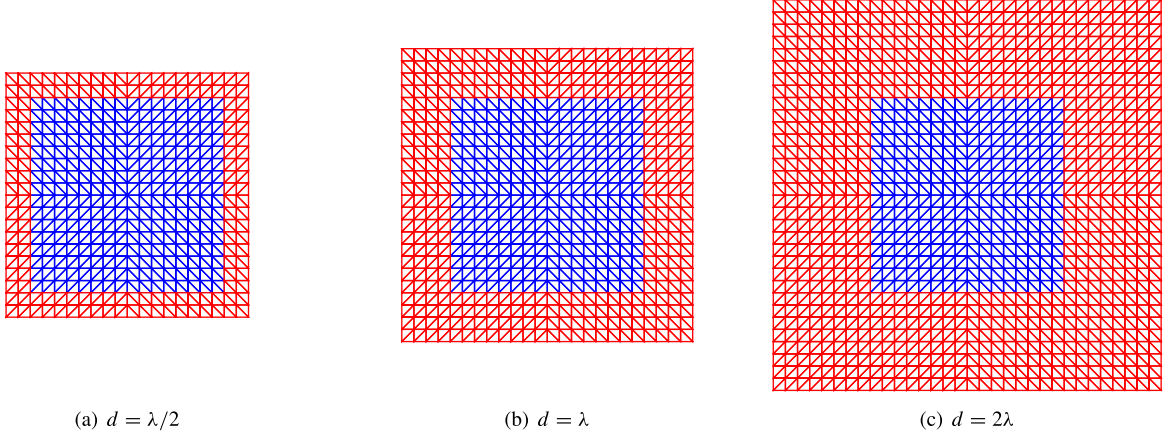 (a) d = λ/2
(b) d = λ
(c) d = 2λ